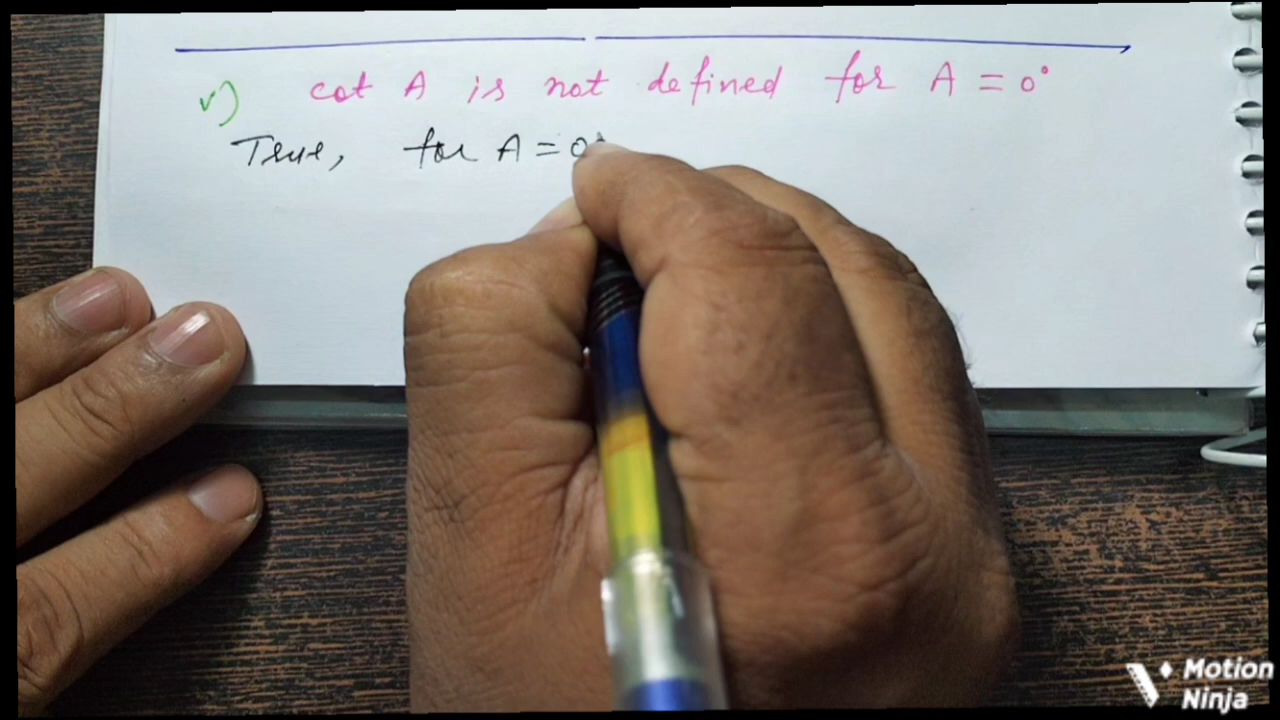 v) cot A is not defined for A = 0°
True, for A = 0°
Motion
Ninja